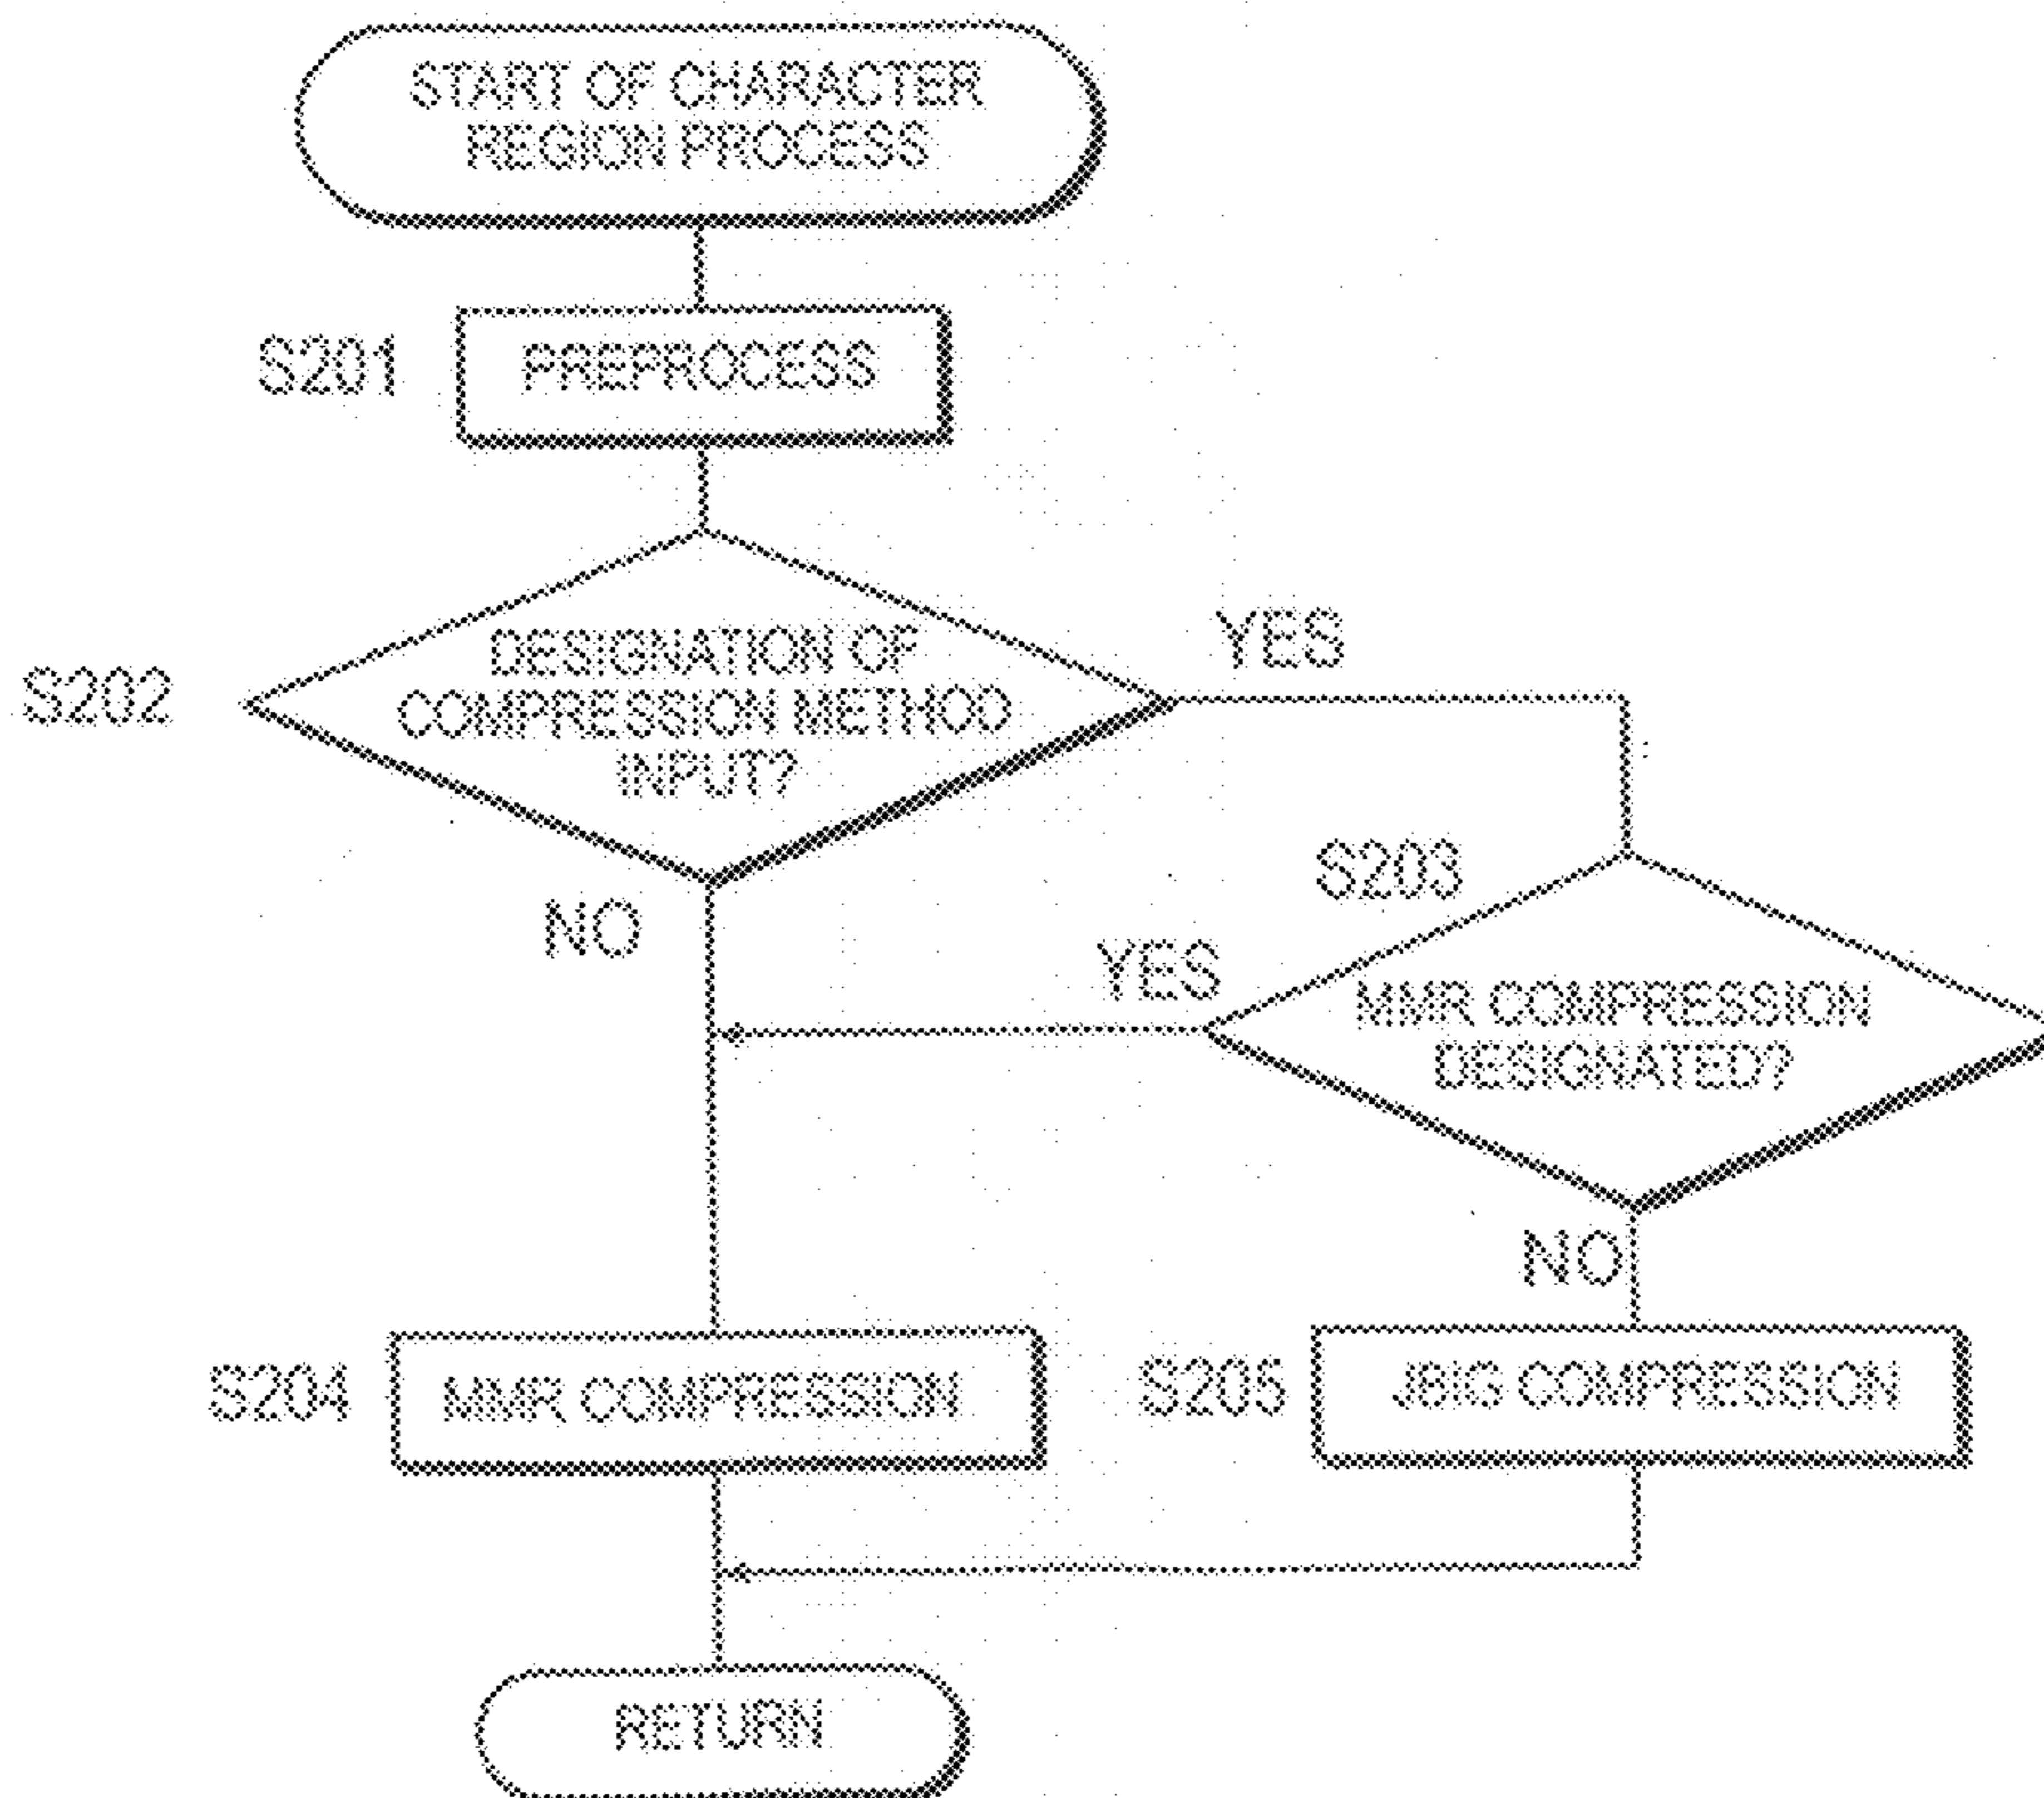 START OF CHARACTER
REGION PROCESS
S201
PREPROCESS
S202
DESIGNATION OF
COMPRESSION METHOD
INPUT?
YES
NO
S203
YES
MMR COMPRESSION
DESIGNATED?
NO
S204
MMR COMPRESSION
S205
JBIG COMPRESSION
RETURN